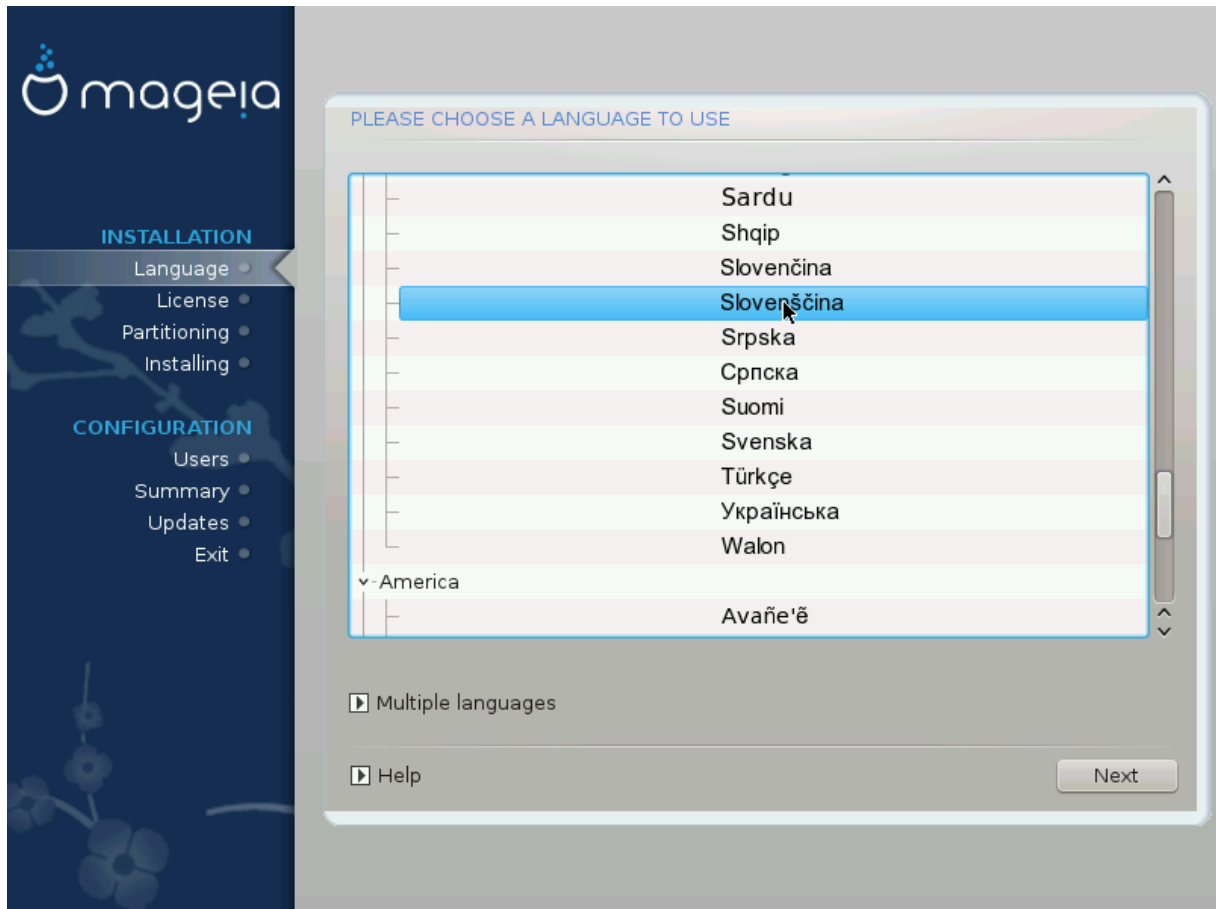 mageia
INSTALLATION
Language
License
Partitioning
Installing
CONFIGURATION
Users
Summary
Updates
Exit
PLEASE CHOOSE A LANGUAGE TO USE
Sardu
Shqip
Slovenčina
Slovenščina
Srpska
Српска
Suomi
Svenska
Türkçe
Українська
Walon
America
Avañe'ẽ
Multiple languages
Help
Next